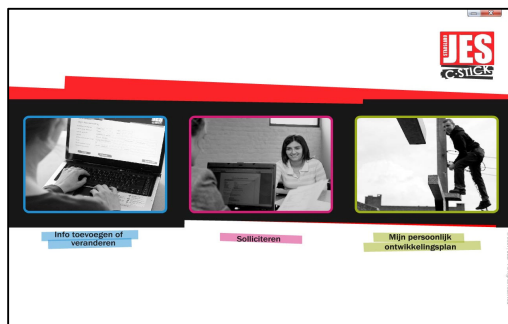 JES
C-STICK
Info toevoegen of
veranderen
Solliciteren
Mijn persoonlijk
ontwikkelingsplan